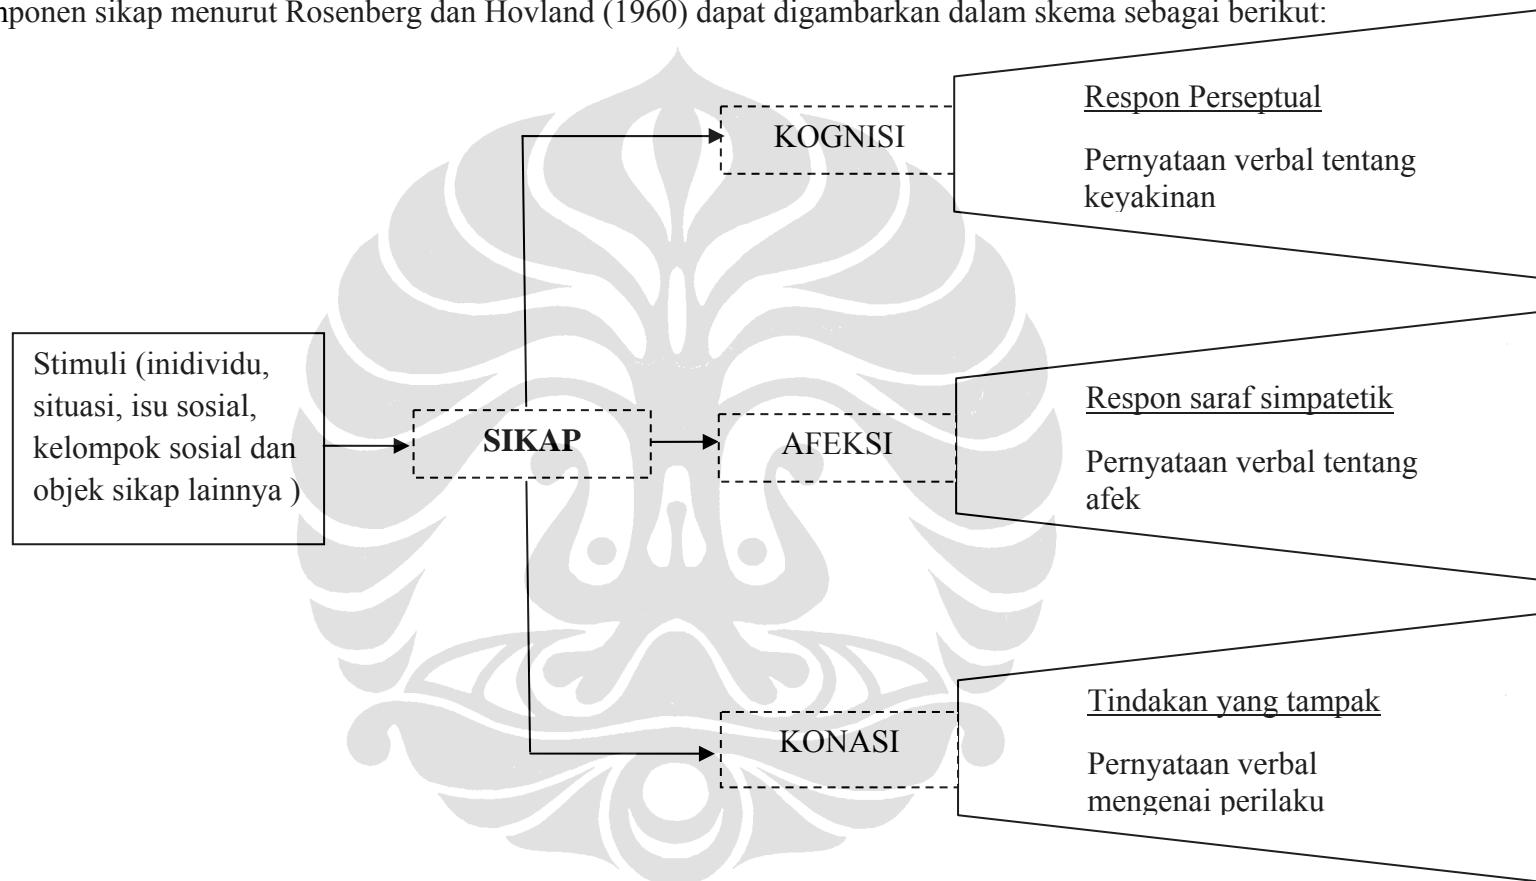 mponen sikap menurut Rosenberg dan Hovland (1960) dapat digambarkan dalam skema sebagai berikut:
Respon Perseptual
KOGNISI
Pernyataan verbal tentang
keyakinan
Stimuli (inidividu,
situasi, isu sosial,
kelompok sosial dan
objek sikap lainnya )
SIKAP
AFEKSI
Respon saraf simpatetik
Pernyataan verbal tentang
afek
Tindakan yang tampak
KONASI
Pernyataan verbal
mengenai perilaku